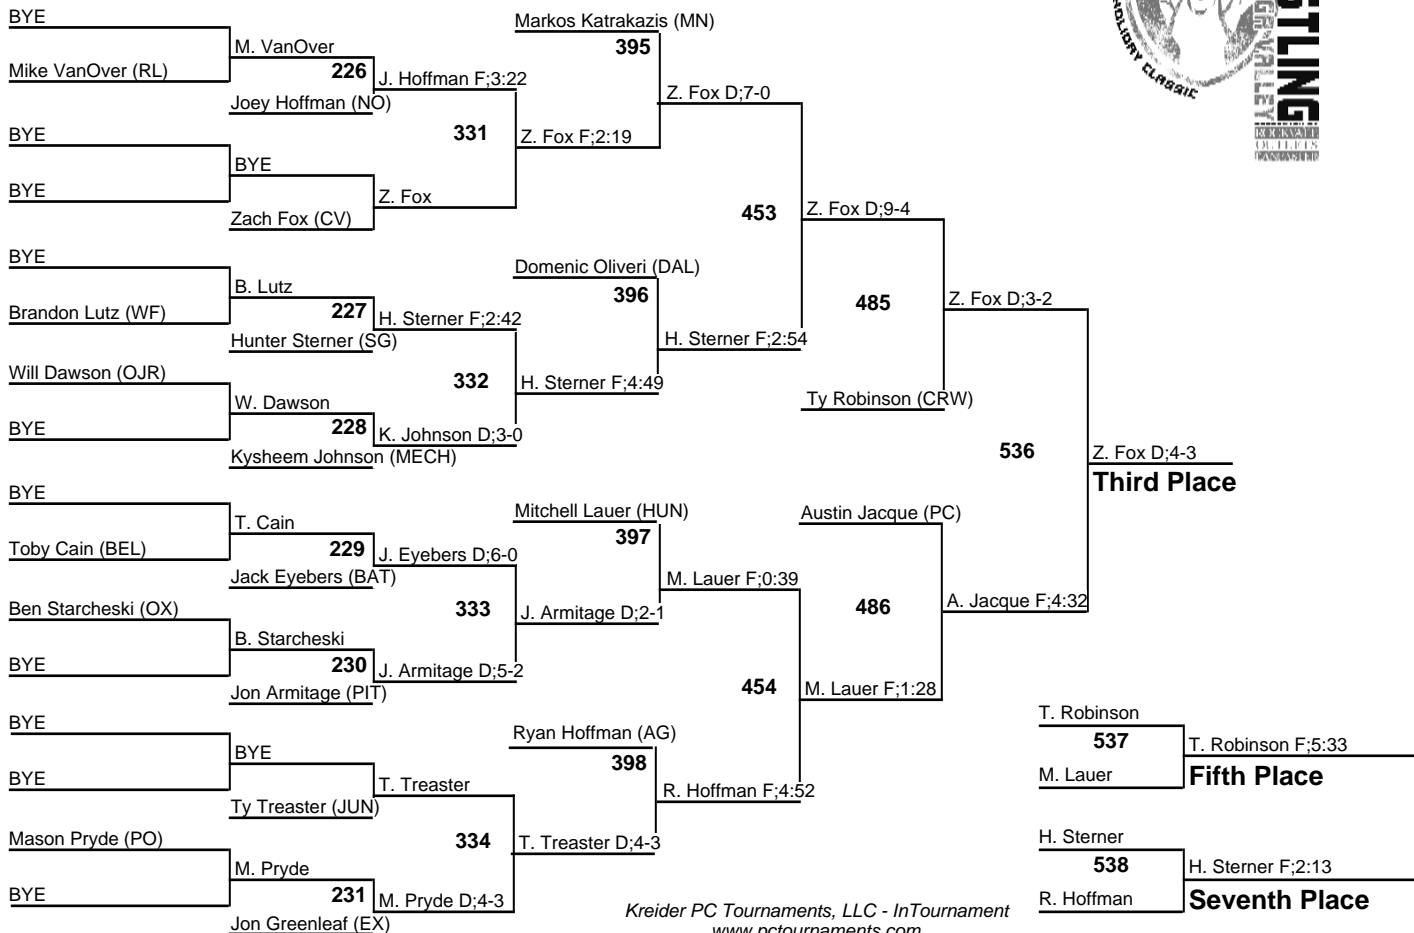 BYE
Mike VanOver (RL)
BYE
BYE
BYE
Brandon Lutz (WF)
Will Dawson (OJR)
BYE
BYE
Toby Cain (BEL)
Ben Starcheski (OX)
BYE
BYE
BYE
Mason Pryde (PO)
BYE
M. VanOver
226
Joey Hoffman (NO)
BYE
Zach Fox (CV)
B. Lutz
227
Hunter Sterner (SG)
W. Dawson
228
Kysheem Johnson (MECH)
T. Cain
229
Jack Eyebers (BAT)
B. Starcheski
230
Jon Armitage (PIT)
BYE
Ty Treaster (JUN)
M. Pryde
231
Jon Greenleaf (EX)
J. Hoffman F;3:22
331
Z. Fox
H. Sterner F;2:42
332
K. Johnson D;3-0
J. Eyebers D;6-0
333
J. Armitage D;5-2
T. Treaster
334
M. Pryde D;4-3
Markos Katrakazis (MN)
395
Z. Fox F;2:19
Domenic Oliveri (DAL)
396
H. Sterner F;4:49
Mitchell Lauer (HUN)
397
J. Armitage D;2-1
Ryan Hoffman (AG)
398
T. Treaster D;4-3
Z. Fox D;7-0
453
H. Sterner F;2:54
M. Lauer F;0:39
454
R. Hoffman F;4:52
Z. Fox D;9-4
485
Ty Robinson (CRW)
Austin Jacque (PC)
486
M. Lauer F;1:28
Z. Fox D;3-2
536
A. Jacque F;4:32
Z. Fox D;4-3
Third Place
T. Robinson
537
M. Lauer
T. Robinson F;5:33
Fifth Place
H. Sterner
538
R. Hoffman
H. Sterner F;2:13
Seventh Place
Kreider PC Tournaments, LLC - InTournament
www.pctournaments.com
HOLIDAY CLASSIC